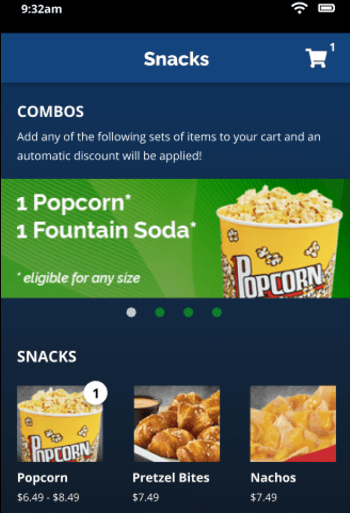 9:32am
Snacks
1
COMBOS
Add any of the following sets of items to your cart and an
automatic discount will be applied!
1 Popcorn*
1 Fountain Soda*
* eligible for any size
POPCORN
SNACKS
1
POPCORN
Popcorn
Pretzel Bites
Nachos
$6.49 - $8.49
$7.49
$7.49